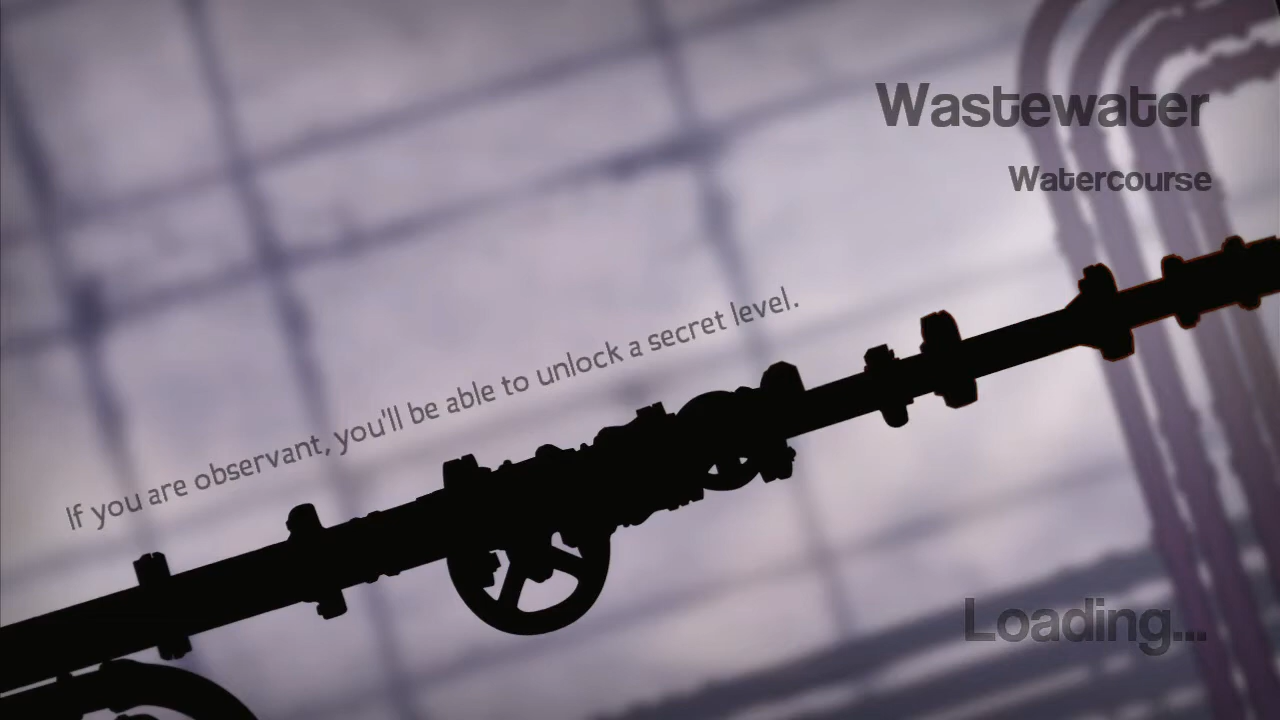 Wastewater
Watercourse
If you are observant, you'll be able to unlock a secret level.
Loading...